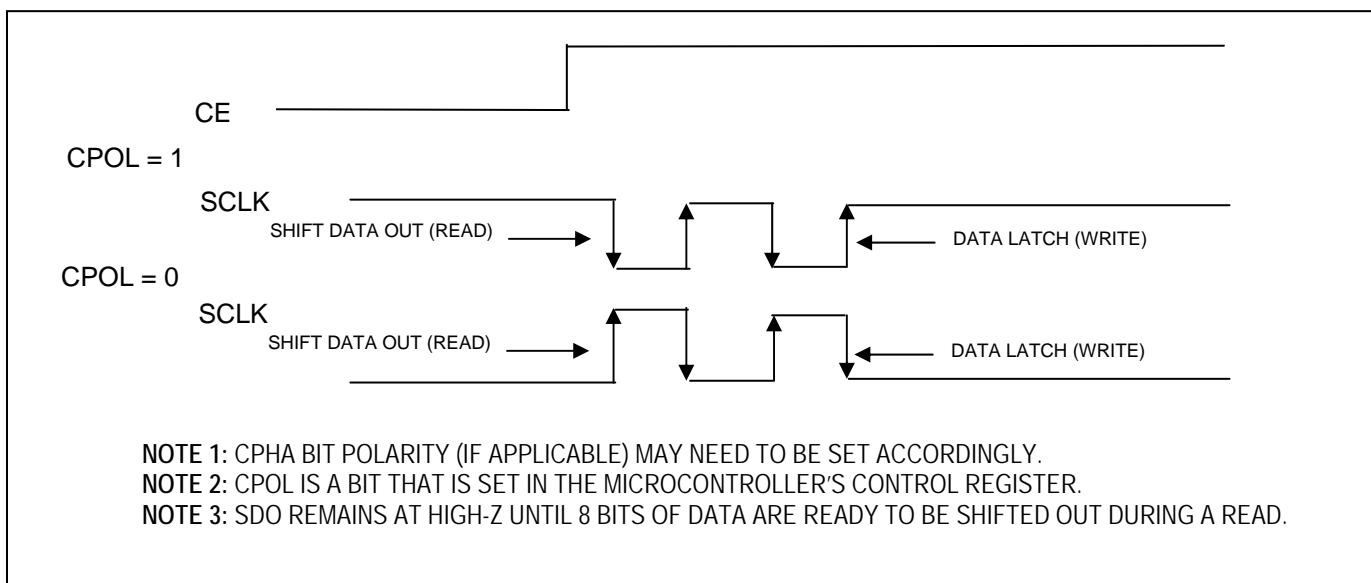 CE
CPOL = 1
SCLK
SHIFT DATA OUT (READ)
DATA LATCH (WRITE)
CPOL = 0
SCLK
SHIFT DATA OUT (READ)
DATA LATCH (WRITE)
NOTE 1: CPHA BIT POLARITY (IF APPLICABLE) MAY NEED TO BE SET ACCORDINGLY.
NOTE 2: CPOL IS A BIT THAT IS SET IN THE MICROCONTROLLER'S CONTROL REGISTER.
NOTE 3: SDO REMAINS AT HIGH-Z UNTIL 8 BITS OF DATA ARE READY TO BE SHIFTED OUT DURING A READ.